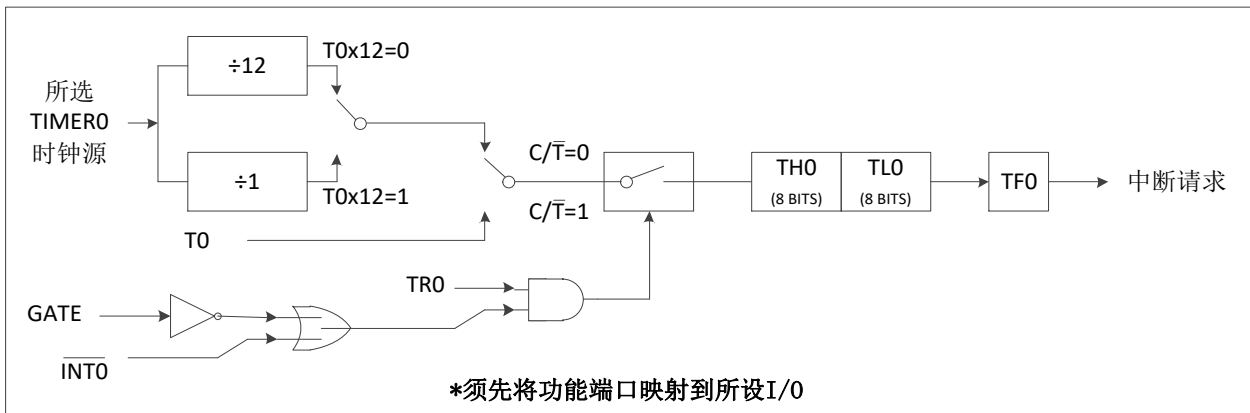 ÷12
T0x12=0
所选
TIMER0
时钟源
÷1
T0x12=1
T0
C/T̅=0
C/T̅=1
TH0
(8 BITS)
TL0
(8 BITS)
TF0
中断请求
TR0
GATE
I̅N̅T̅0̅
*须先将功能端口映射到所设I/O